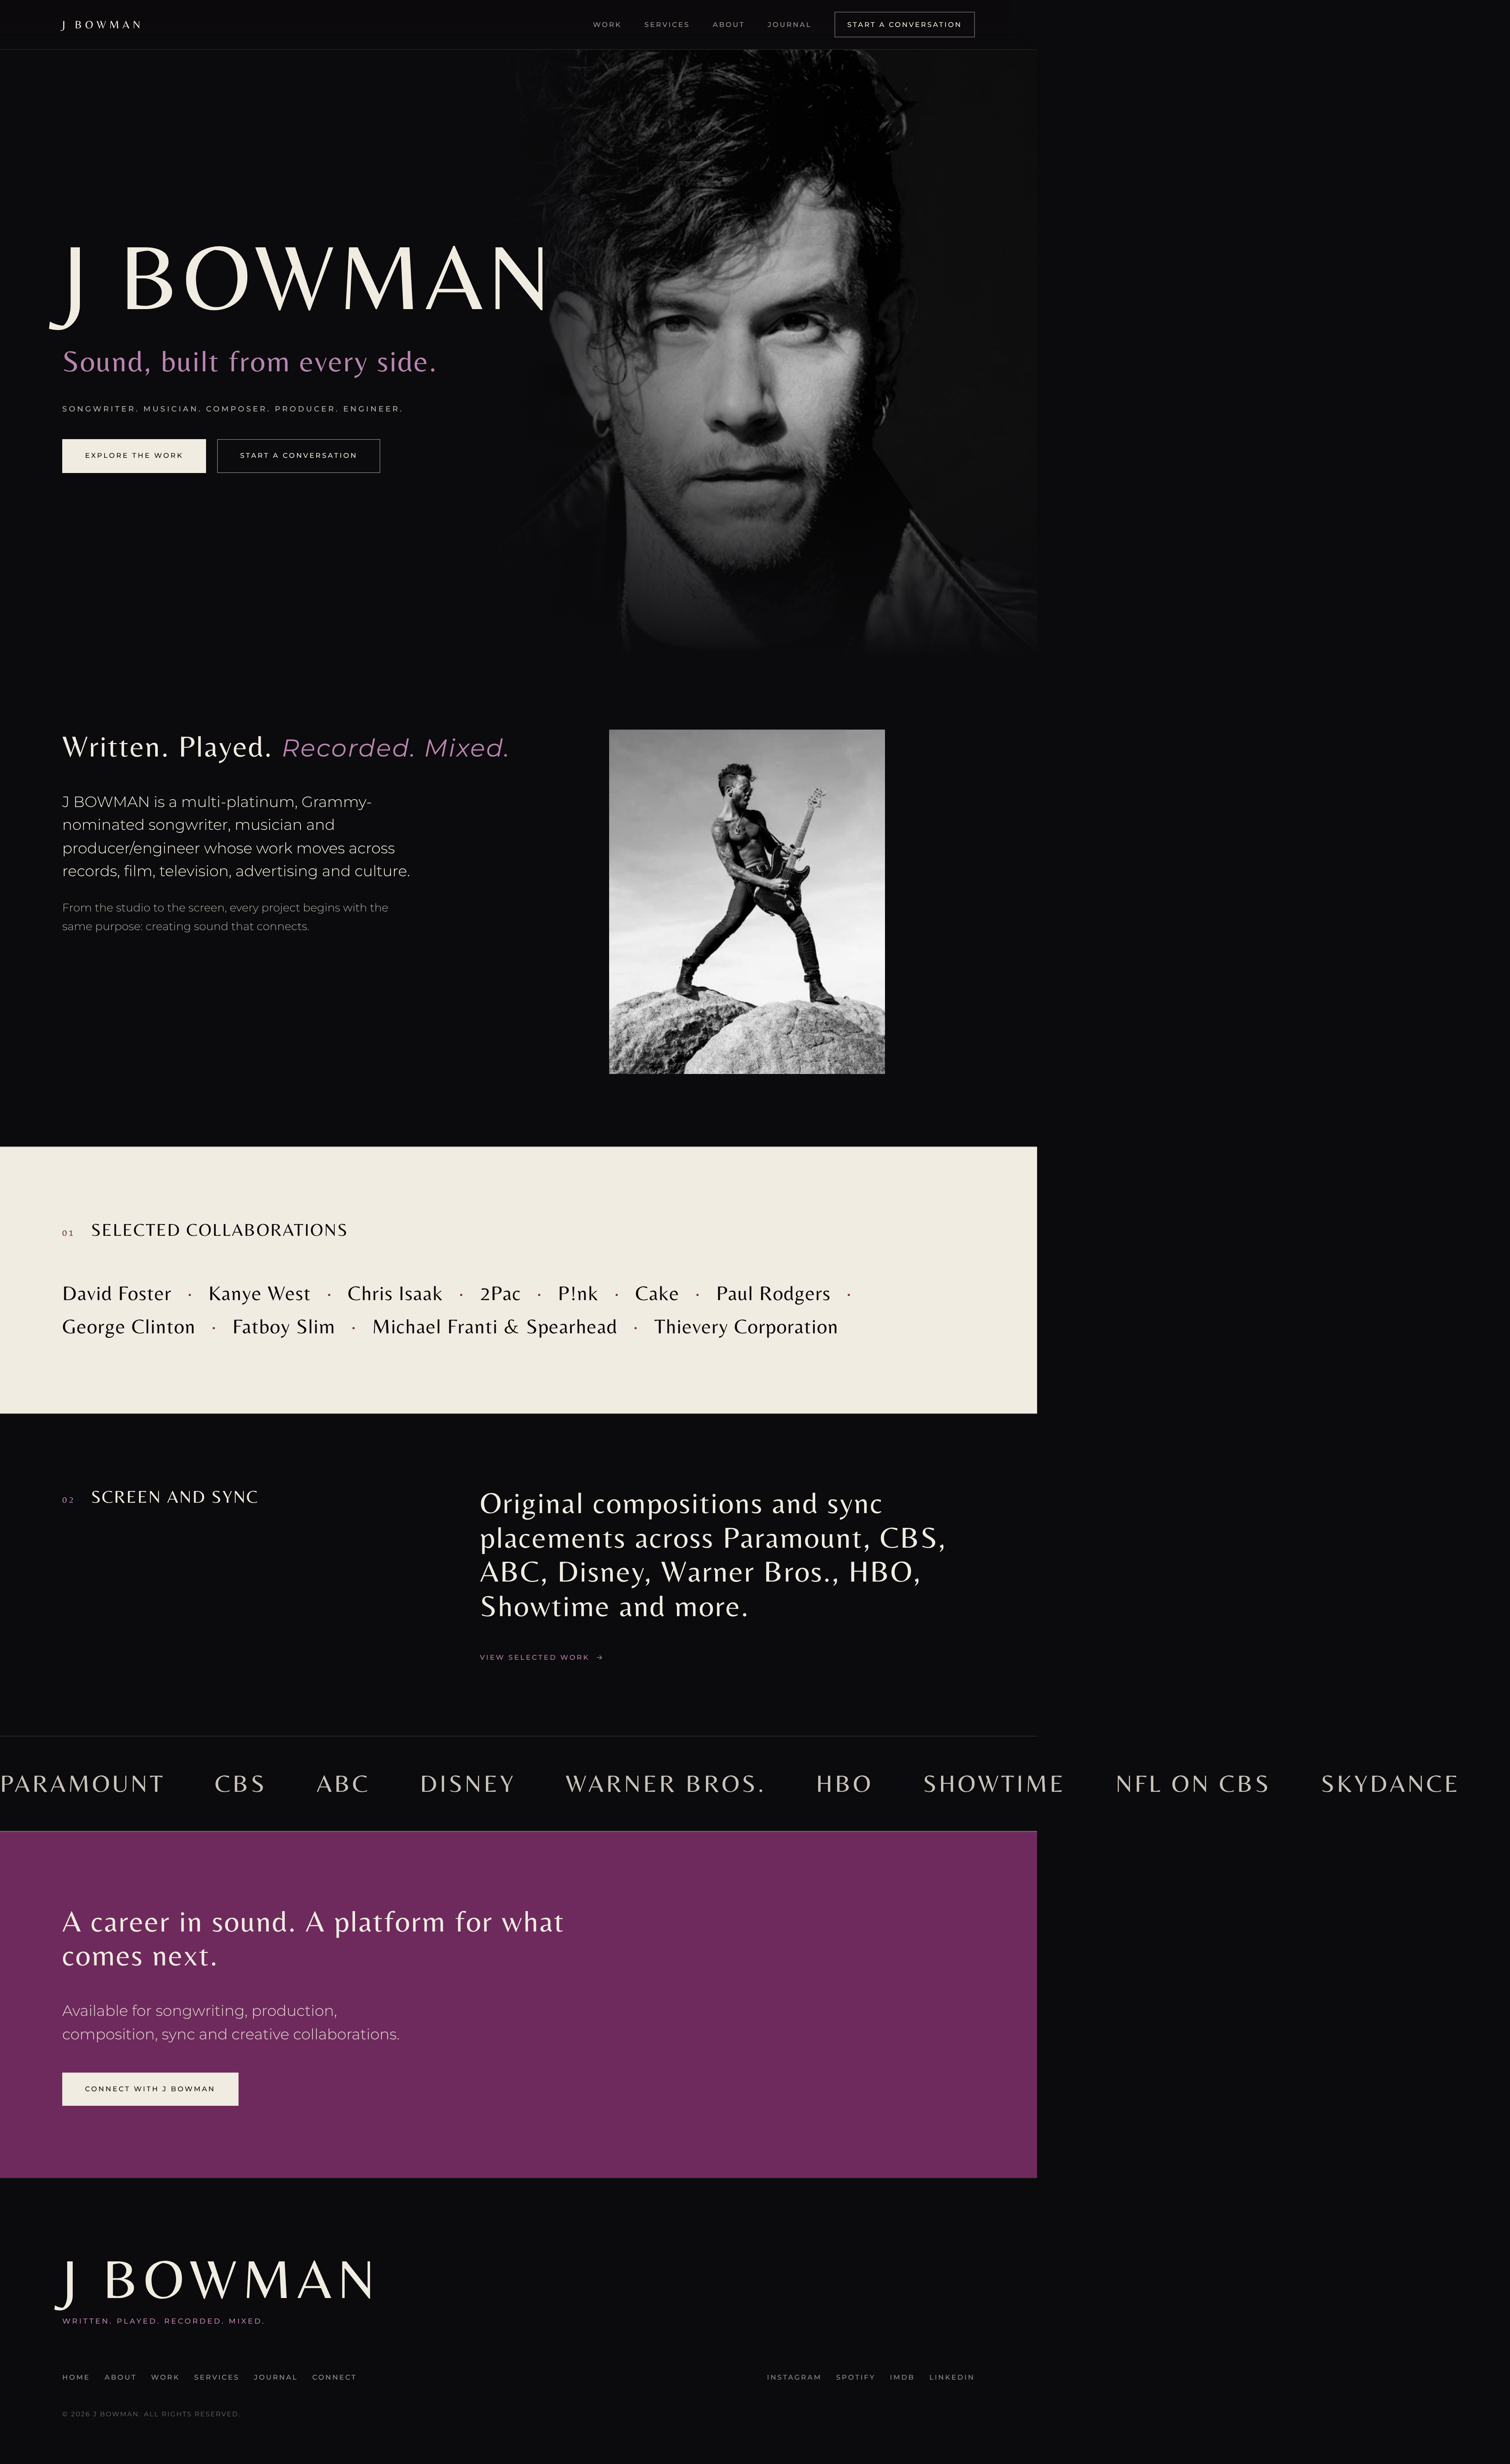 J BOWMAN
WORK SERVICES ABOUT JOURNAL START A CONVERSATION
J BOWMAN
Sound, built from every side.
SONGWRITER. MUSICIAN. COMPOSER. PRODUCER. ENGINEER.
EXPLORE THE WORK START A CONVERSATION
Written. Played. Recorded. Mixed.
J BOWMAN is a multi-platinum, Grammy-
nominated songwriter, musician and
producer/engineer whose work moves across
records, film, television, advertising and culture.
From the studio to the screen, every project begins with the
same purpose: creating sound that connects.
01 SELECTED COLLABORATIONS
David Foster · Kanye West · Chris Isaak · 2Pac · P!nk · Cake · Paul Rodgers ·
George Clinton · Fatboy Slim · Michael Franti & Spearhead · Thievery Corporation
02 SCREEN AND SYNC
Original compositions and sync
placements across Paramount, CBS,
ABC, Disney, Warner Bros., HBO,
Showtime and more.
VIEW SELECTED WORK →
PARAMOUNT CBS ABC DISNEY WARNER BROS. HBO SHOWTIME NFL ON CBS SKYDANCE
A career in sound. A platform for what
comes next.
Available for songwriting, production,
composition, sync and creative collaborations.
CONNECT WITH J BOWMAN
J BOWMAN
WRITTEN. PLAYED. RECORDED. MIXED.
HOME ABOUT WORK SERVICES JOURNAL CONNECT
INSTAGRAM SPOTIFY IMDB LINKEDIN
© 2026 J BOWMAN. ALL RIGHTS RESERVED.